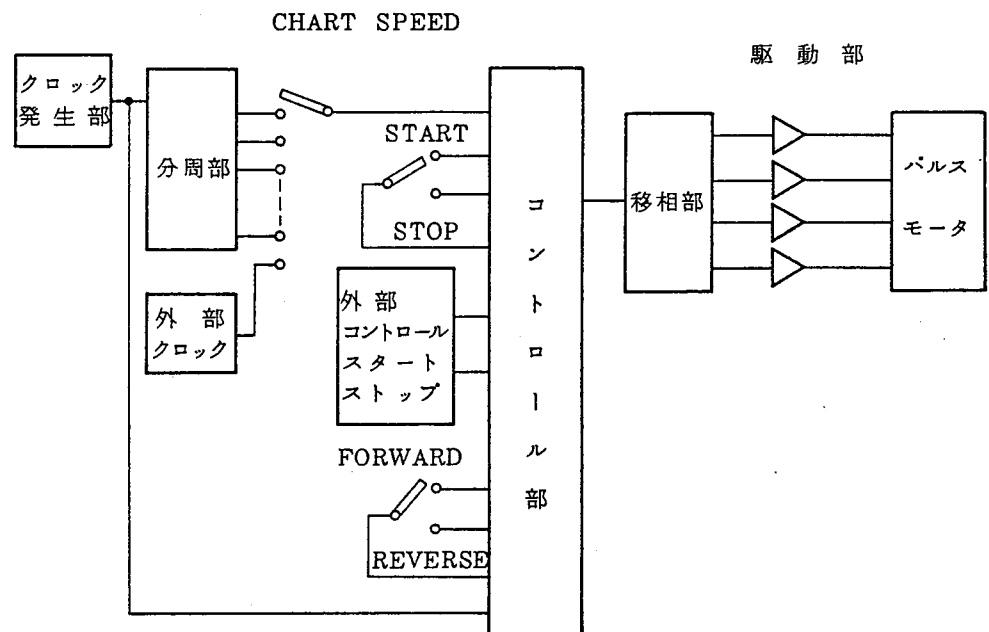 CHART SPEED
駆動部
クロック
発生部
分周部
START
STOP
外部
クロック
外部
コントロール
スタート
ストップ
FORWARD
REVERSE
コントロール部
移相部
パルス
モータ